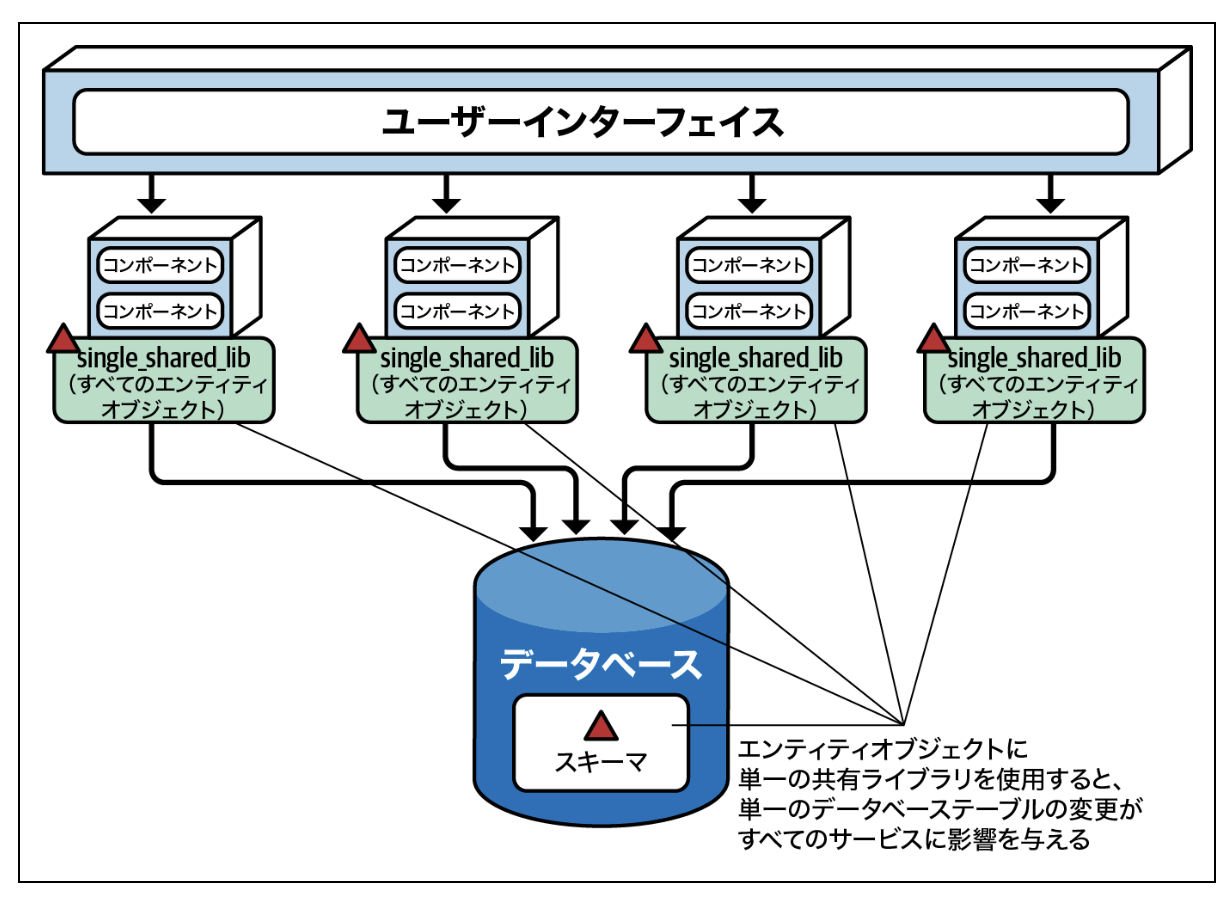 ユーザーインターフェイス
コンポーネント
コンポーネント
single_shared_lib
（すべてのエンティティ
オブジェクト）
コンポーネント
コンポーネント
single_shared_lib
（すべてのエンティティ
オブジェクト）
コンポーネント
コンポーネント
single_shared_lib
（すべてのエンティティ
オブジェクト）
コンポーネント
コンポーネント
single_shared_lib
（すべてのエンティティ
オブジェクト）
データベース
スキーマ
エンティティオブジェクトに
単一の共有ライブラリを使用すると、
単一のデータベーステーブルの変更が
すべてのサービスに影響を与える